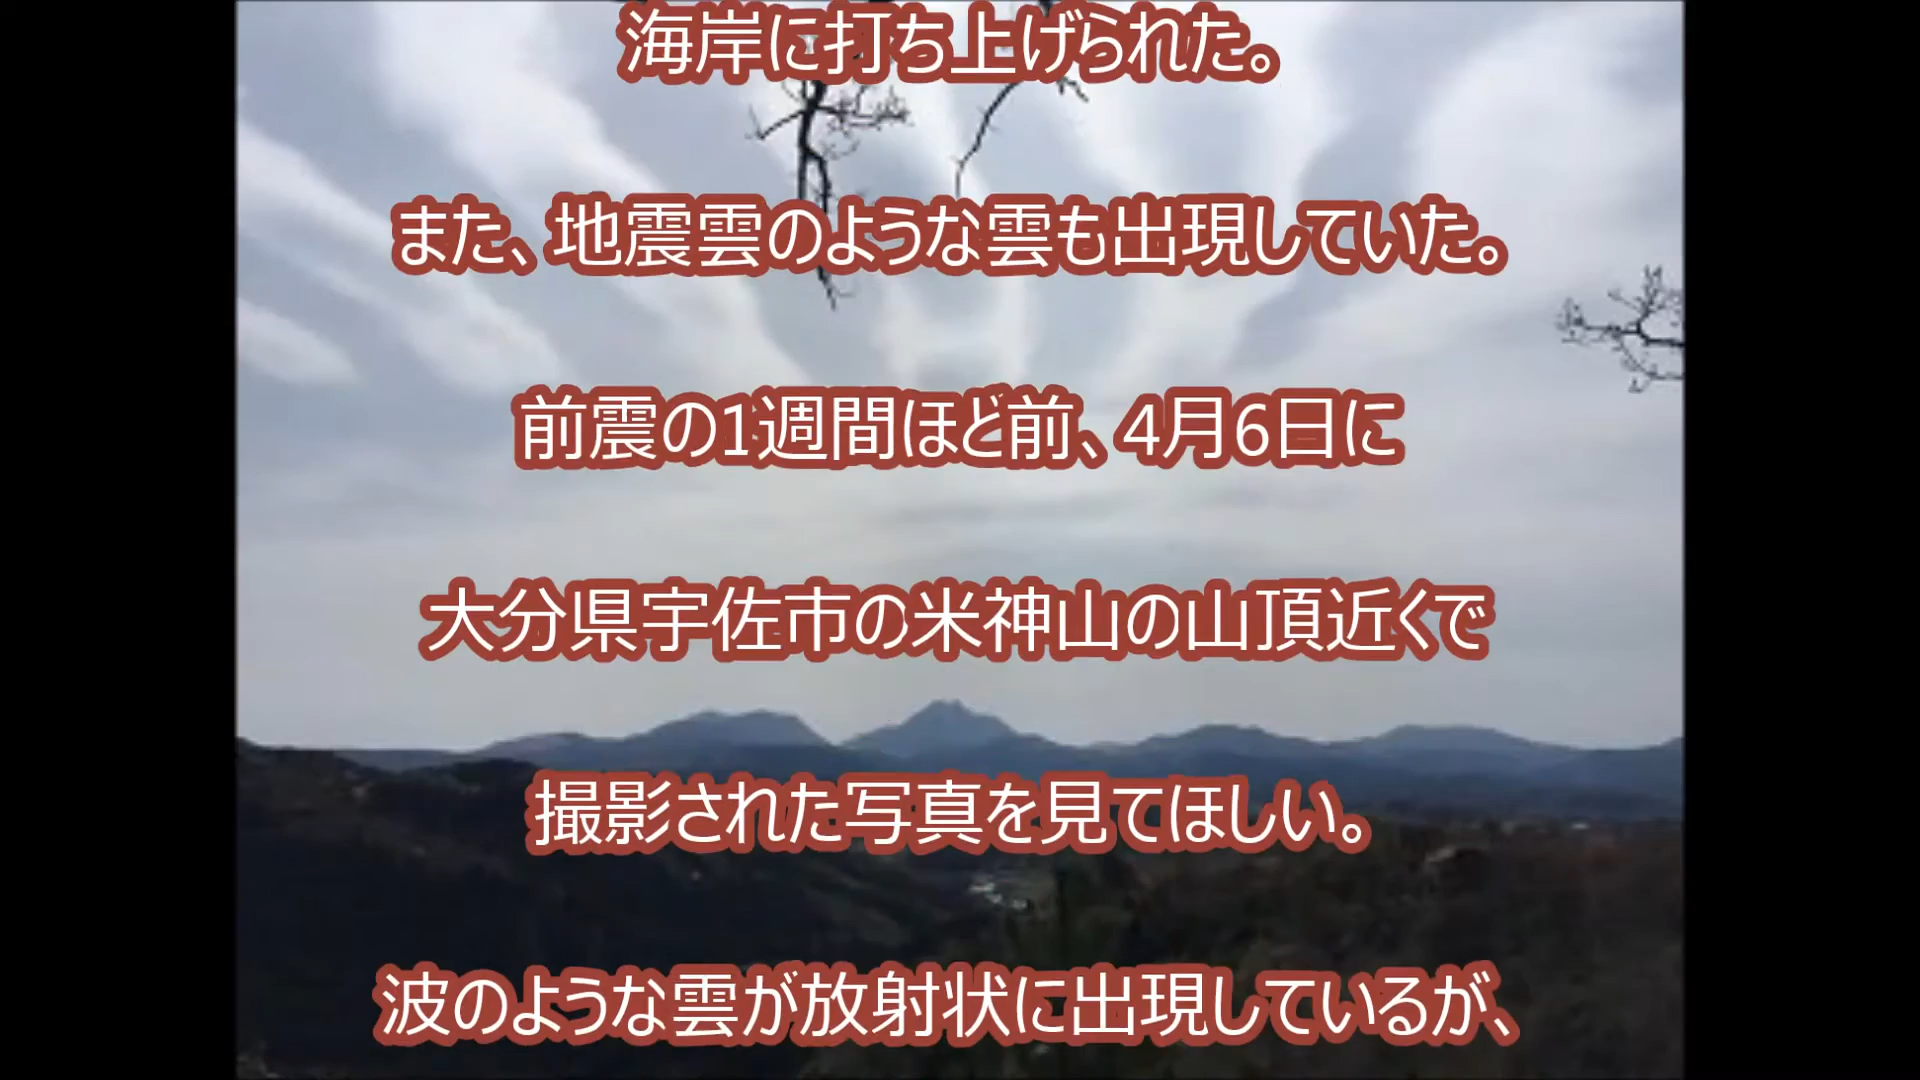 海岸に打ち上げられた。
また、地震雲のような雲も出現していた。
前震の1週間ほど前、4月6日に
大分県宇佐市の米神山の山頂近くで
撮影された写真を見てほしい。
波のような雲が放射状に出現しているが、